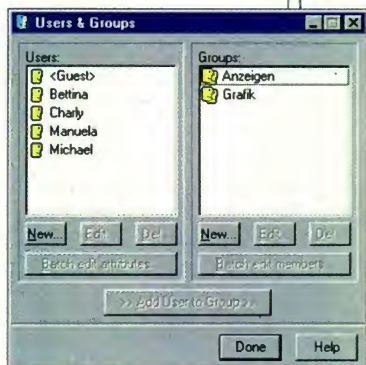 Users & Groups
Users:
<Guest>
Bettina
Charly
Manuela
Michael
New... Edit... Del
Batch edit attributes
Groups:
Anzeigen
Grafik
New... Edit... Del
Batch edit members
>> Add User to Group >>
Done Help